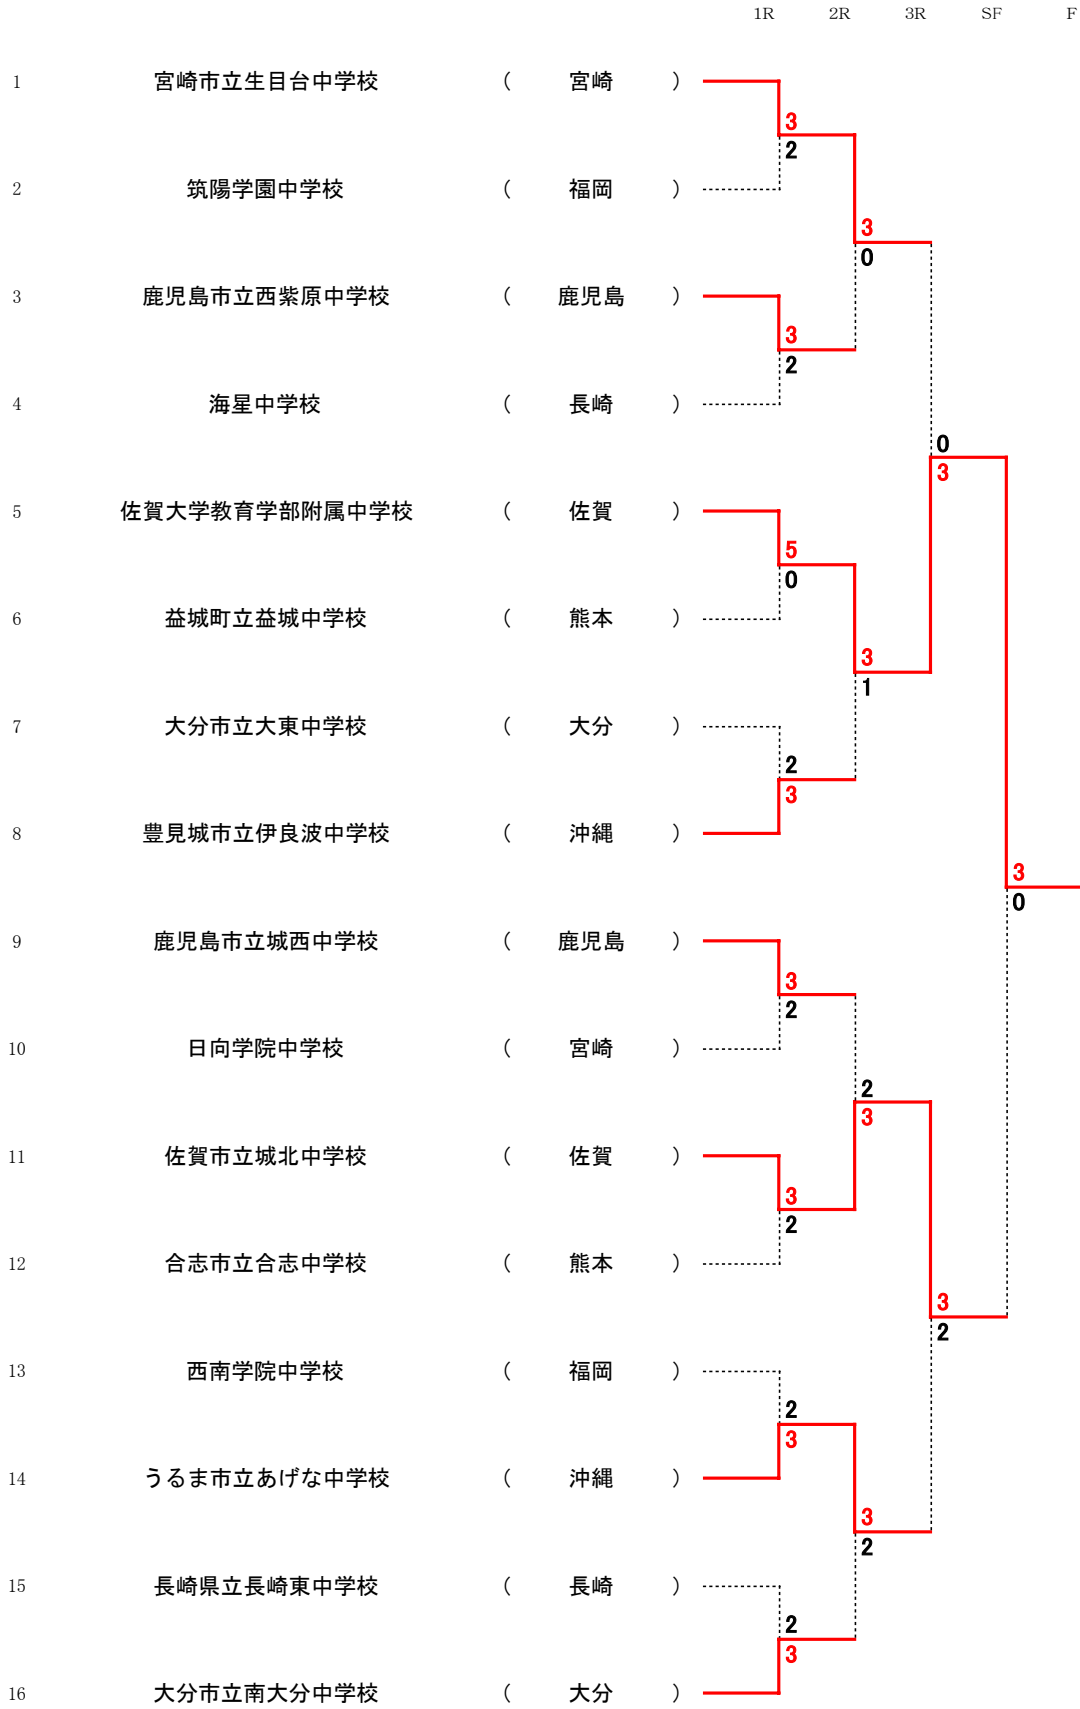 1R 2R 3R SF F
1 宮崎市立生目台中学校 ( 宮崎 )
3
2
2 筑陽学園中学校 ( 福岡 )
3
0
3 鹿児島市立西紫原中学校 ( 鹿児島 )
3
2
4 海星中学校 ( 長崎 )
0
3
5 佐賀大学教育学部附属中学校 ( 佐賀 )
5
0
6 益城町立益城中学校 ( 熊本 )
3
1
7 大分市立大東中学校 ( 大分 )
2
3
8 豊見城市立伊良波中学校 ( 沖縄 )
3
0
9 鹿児島市立城西中学校 ( 鹿児島 )
3
2
10 日向学院中学校 ( 宮崎 )
2
3
11 佐賀市立城北中学校 ( 佐賀 )
3
2
12 合志市立合志中学校 ( 熊本 )
3
2
13 西南学院中学校 ( 福岡 )
2
3
14 うるま市立あげな中学校 ( 沖縄 )
3
2
15 長崎県立長崎東中学校 ( 長崎 )
2
3
16 大分市立南大分中学校 ( 大分 )